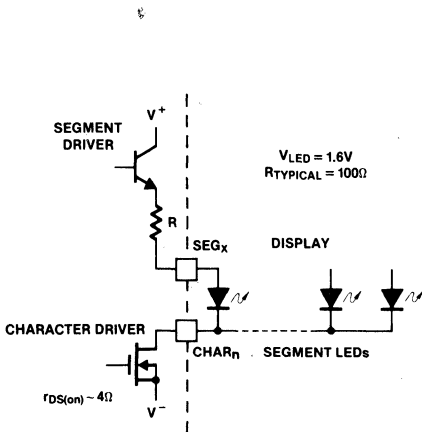 V+
SEGMENT
DRIVER
VLED = 1.6V
RTYPICAL = 100Ω
R
SEGx
DISPLAY
CHARACTER DRIVER
CHARn
SEGMENT LEDs
rDS(on) ~ 4Ω
V−